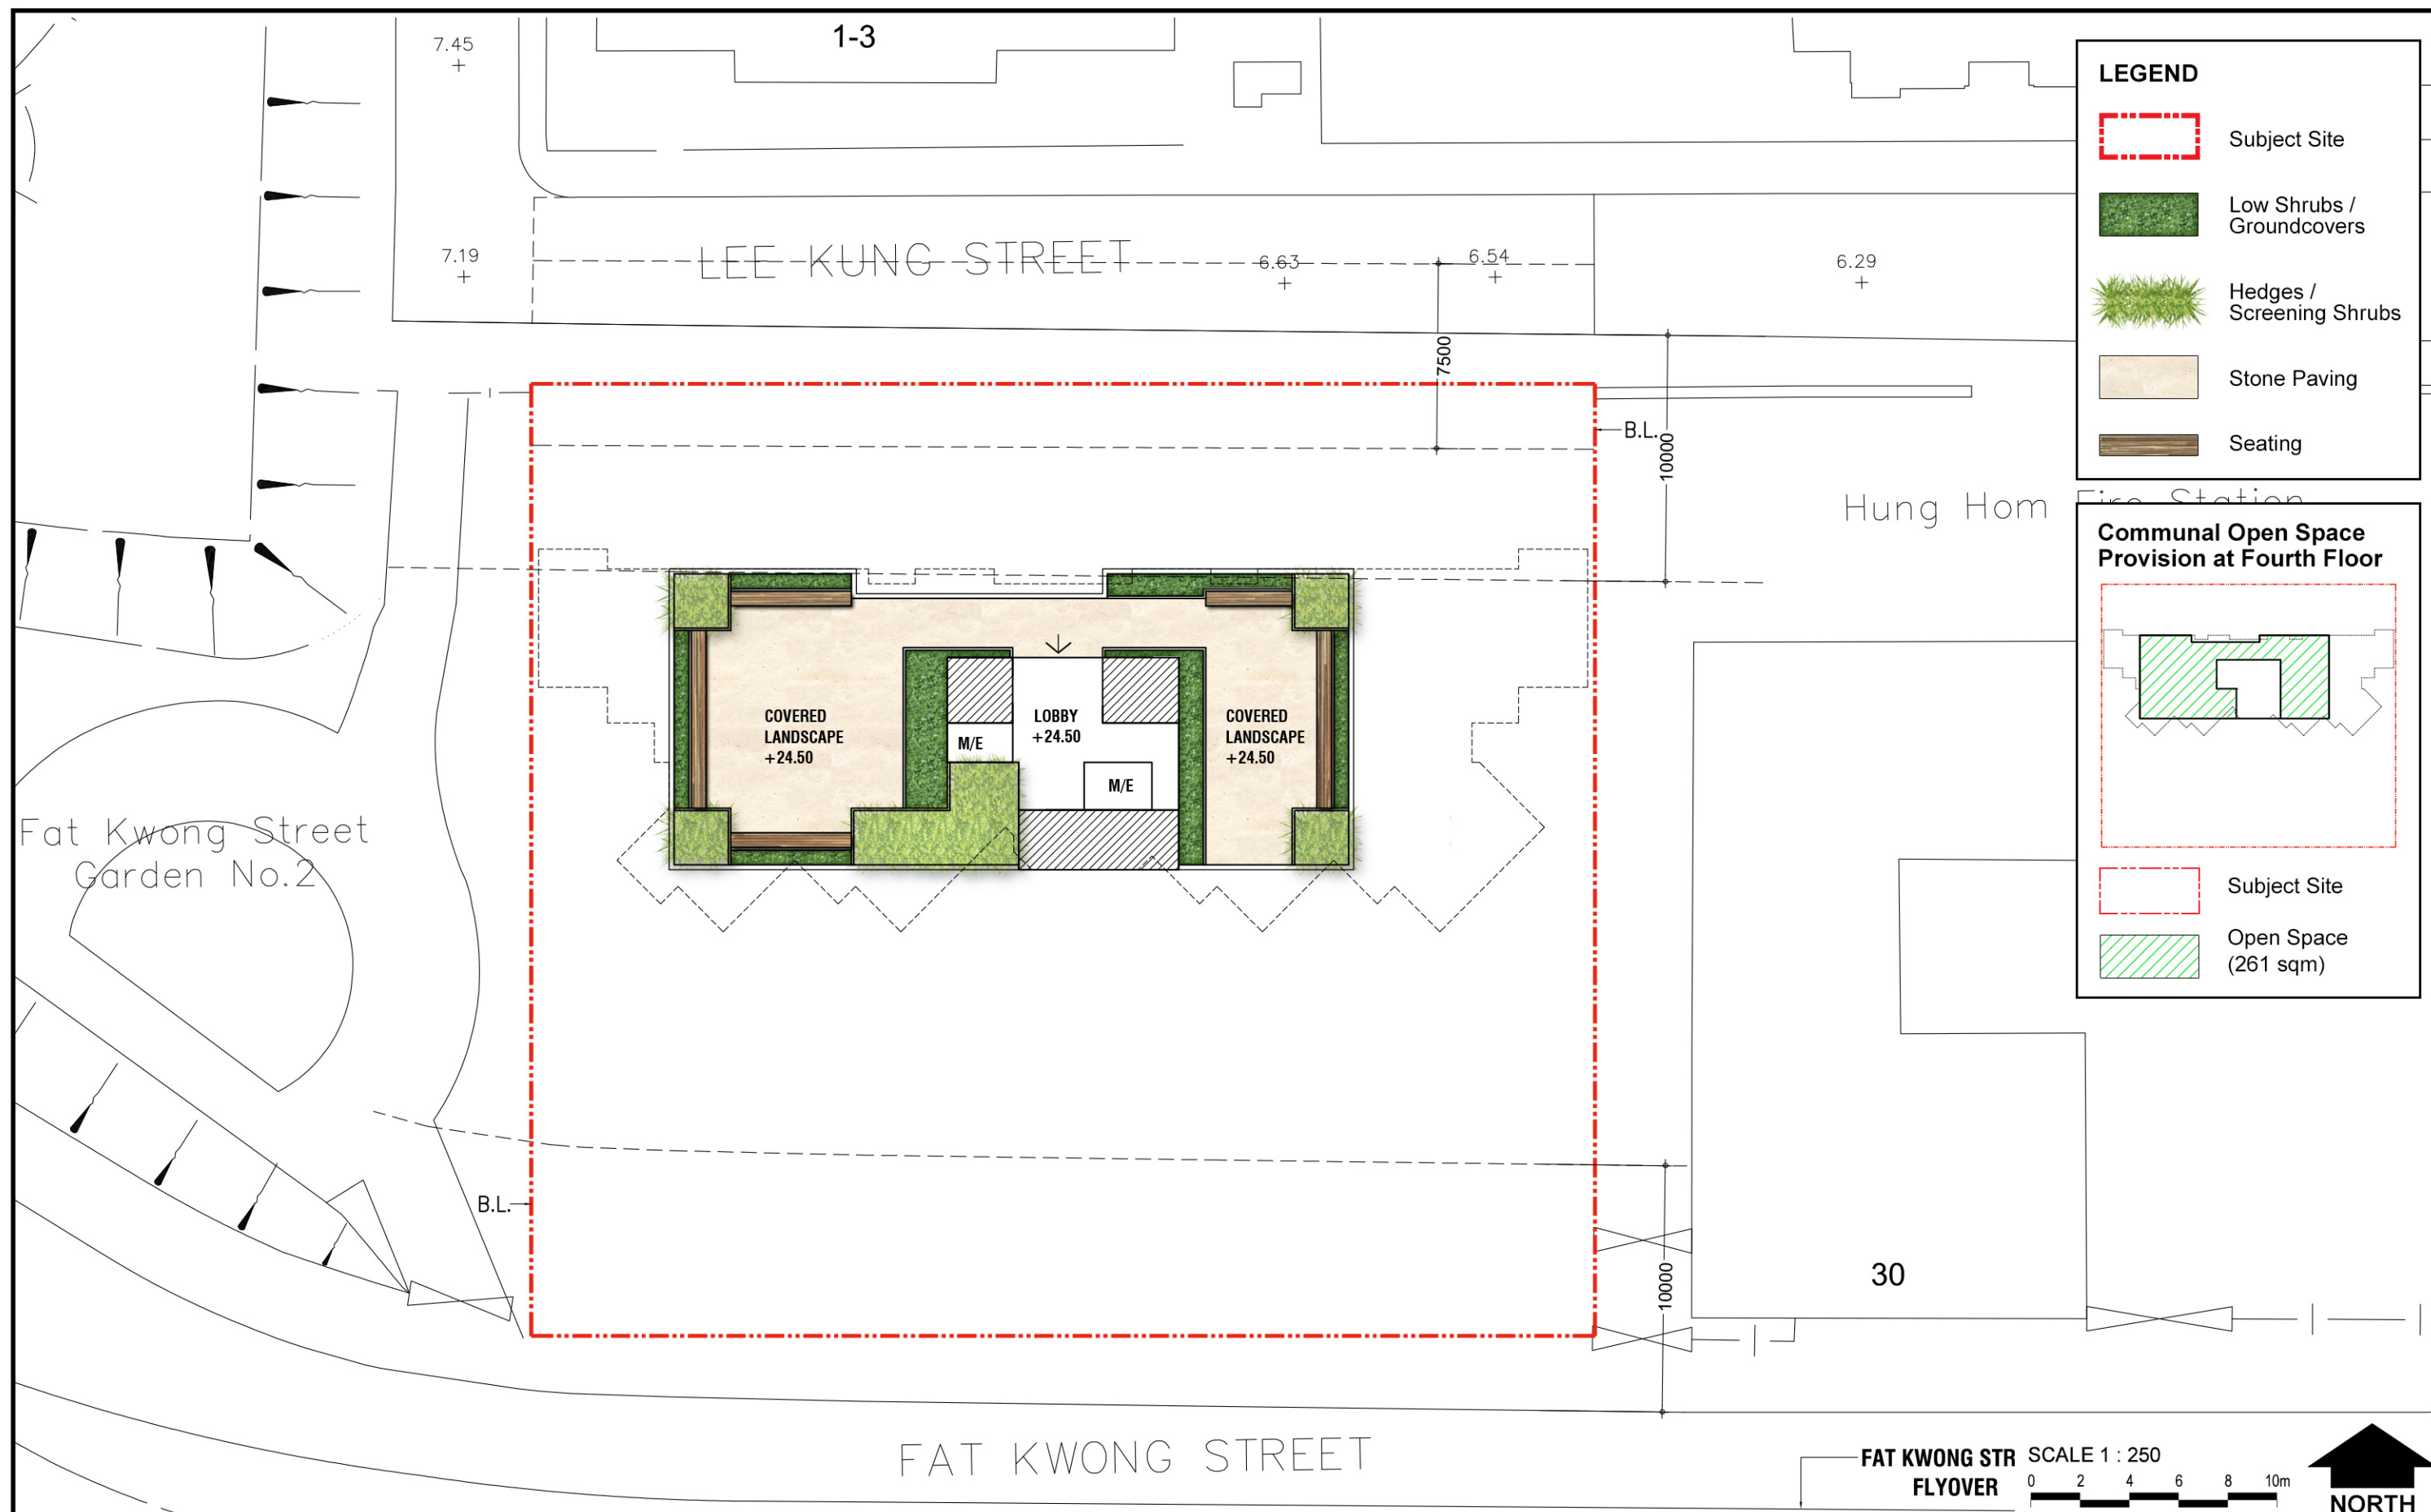 1-3
7.45
7.19
LEE KUNG STREET
6.63
6.54
6.29
7500
10000
B.L.
Hung Hom Fire Station
LEGEND
Subject Site
Low Shrubs /
Groundcovers
Hedges /
Screening Shrubs
Stone Paving
Seating
Communal Open Space
Provision at Fourth Floor
Subject Site
Open Space
(261 sqm)
COVERED
LANDSCAPE
+24.50
LOBBY
+24.50
M/E
M/E
COVERED
LANDSCAPE
+24.50
Fat Kwong Street
Garden No.2
B.L.
10000
30
FAT KWONG STREET
FAT KWONG STR
FLYOVER
SCALE 1 : 250
0 2 4 6 8 10m
NORTH